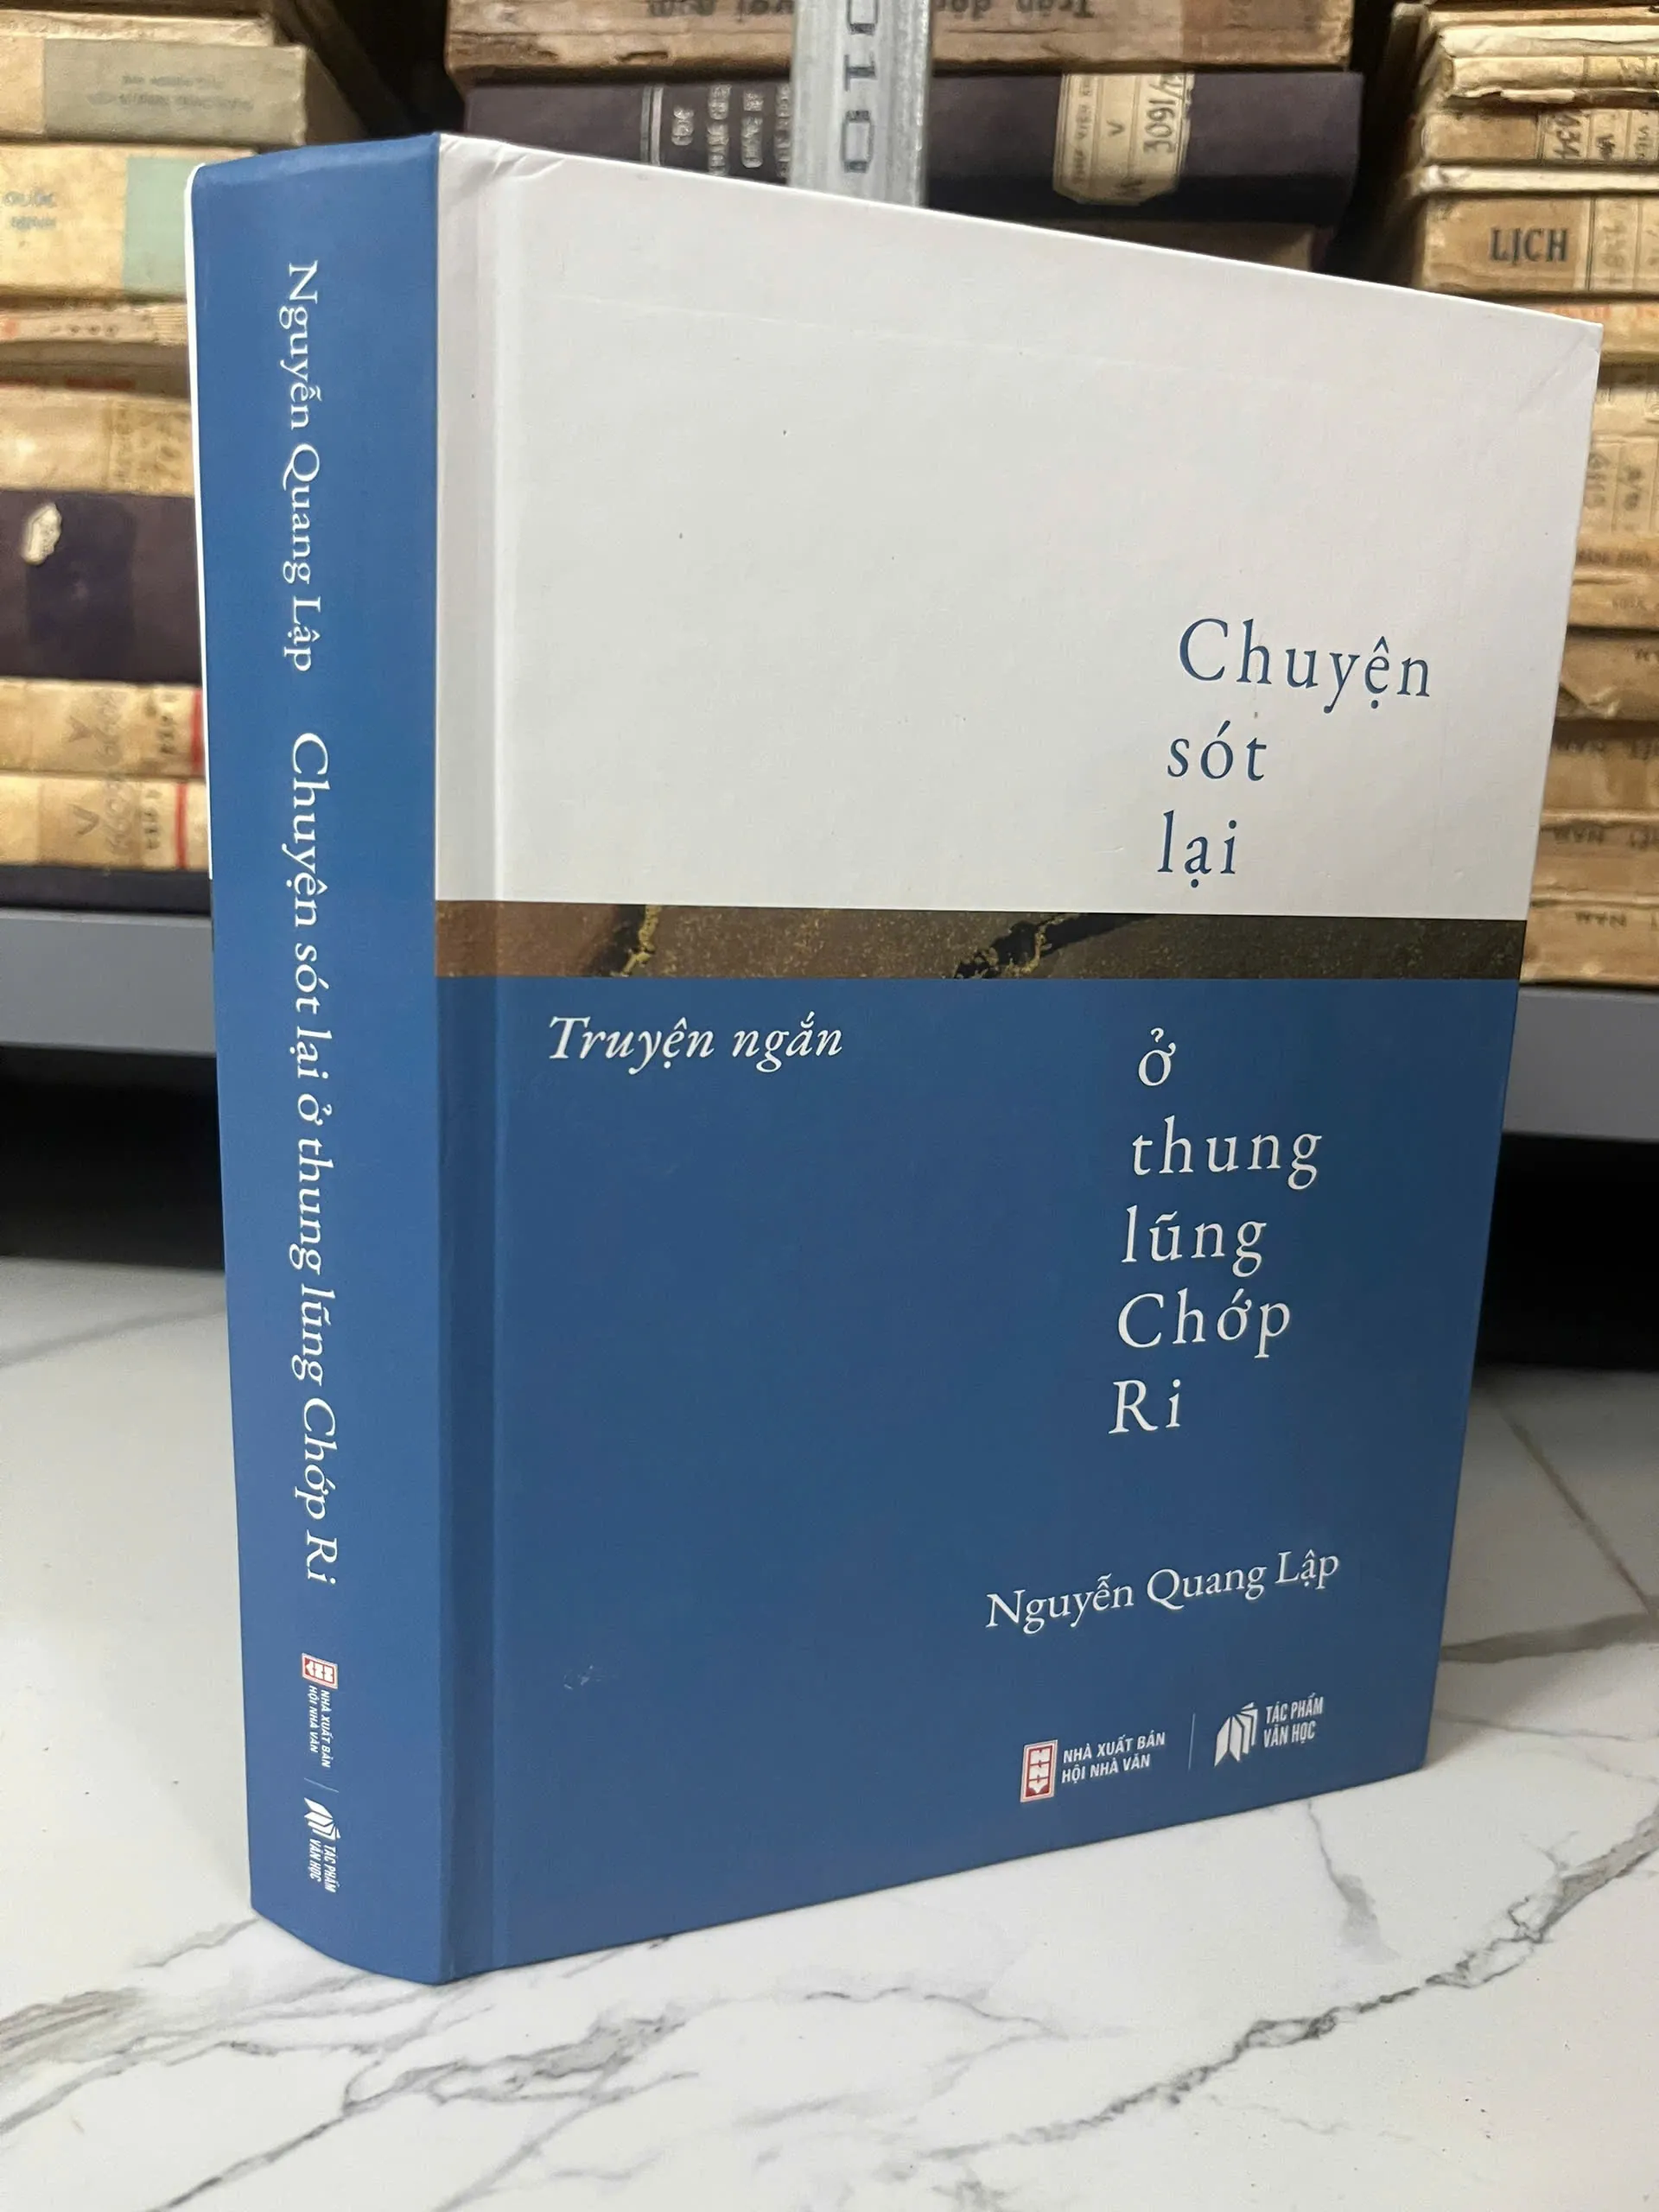 Nguyễn Quang Lập Chuyện sót lại ở thung lũng Chớp Ri
NHÀ XUẤT BẢN
HỘI NHÀ VĂN
TÁC PHẨM
VĂN HỌC
Chuyện
sót
lại
Truyện ngắn
ở
thung
lũng
Chớp
Ri
Nguyễn Quang Lập
NHÀ XUẤT BẢN
HỘI NHÀ VĂN
TÁC PHẨM
VĂN HỌC
LỊCH